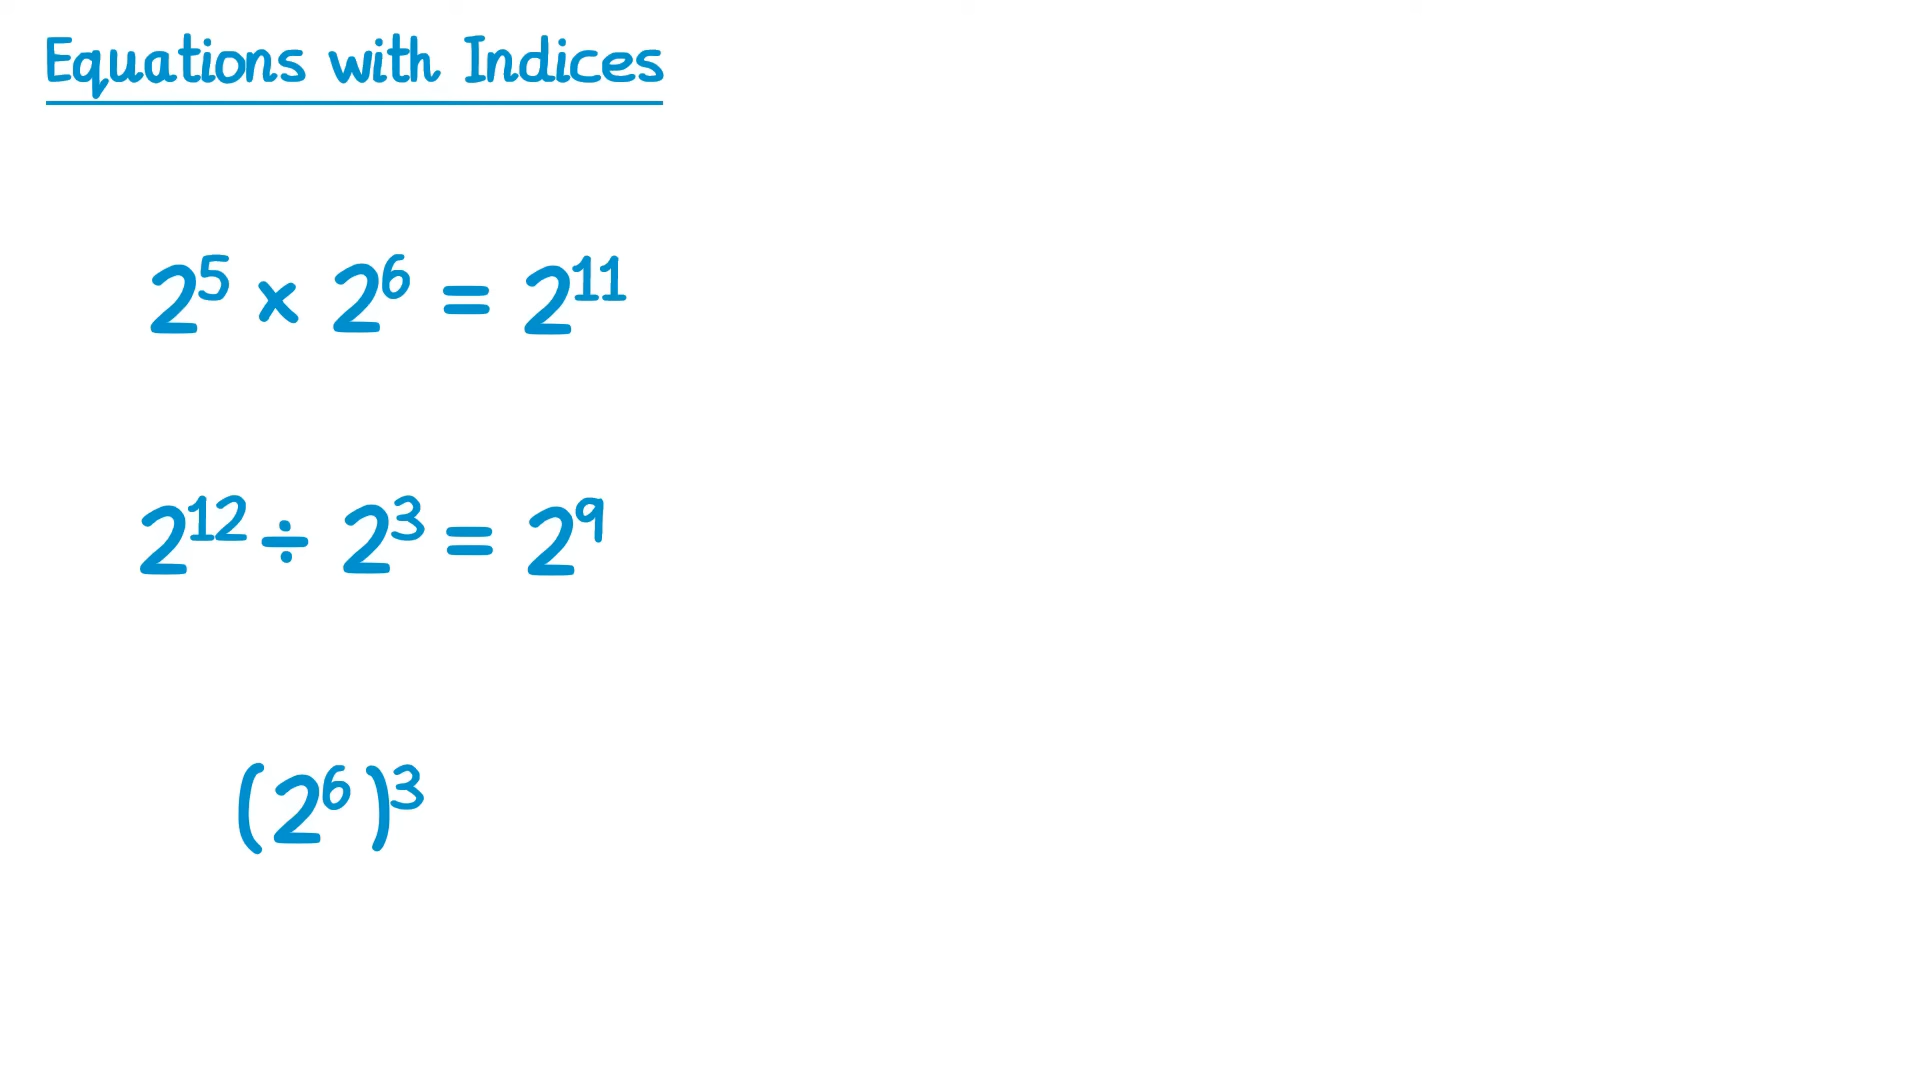 Equations with Indices
2⁵ × 2⁶ = 2¹¹
2¹² ÷ 2³ = 2⁹
(2⁶)³